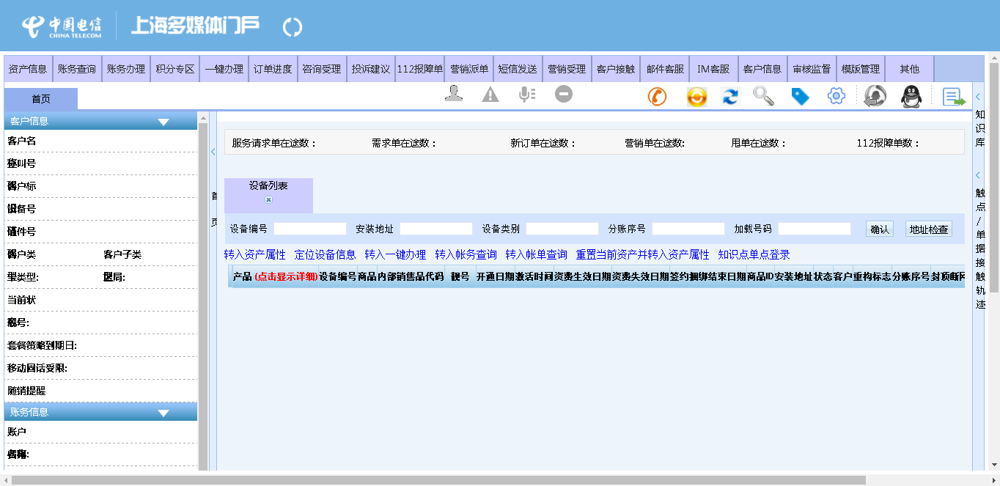 中国电信
CHINA TELECOM
上海多媒体门户
资产信息 账务查询 账务办理 积分专区 一键办理 订单进度 咨询受理 投诉建议 112报障单 营销派单 短信发送 营销受理 客户接触 邮件客服 IM客服 客户信息 审核监督 模版管理 其他
首页
客户信息
客户名
呼叫号
客户标
设备号
证件号
客户类 客户子类
类型: 局:
当前状
号:
套餐策略到期日:
移动固话受限:
随销提醒
账务信息
账户
首页
服务请求单在途数： 需求单在途数： 新订单在途数： 营销单在途数: 甩单在途数： 112报障单数：
设备列表
设备编号 安装地址 设备类别 分账序号 加载号码 确认 地址检查
转入资产属性 定位设备信息 转入一键办理 转入帐务查询 转入帐单查询 重置当前资产并转入资产属性 知识点单点登录
产品(点击显示详细) 设备编号 商品内部销售品代码 靓号 开通日期 激活时间 资费生效日期 资费失效日期 签约捆绑结束日期 商品ID 安装地址 状态 客户重构标志 分账序号 封顶断网
知识库
触点/单据接触轨迹